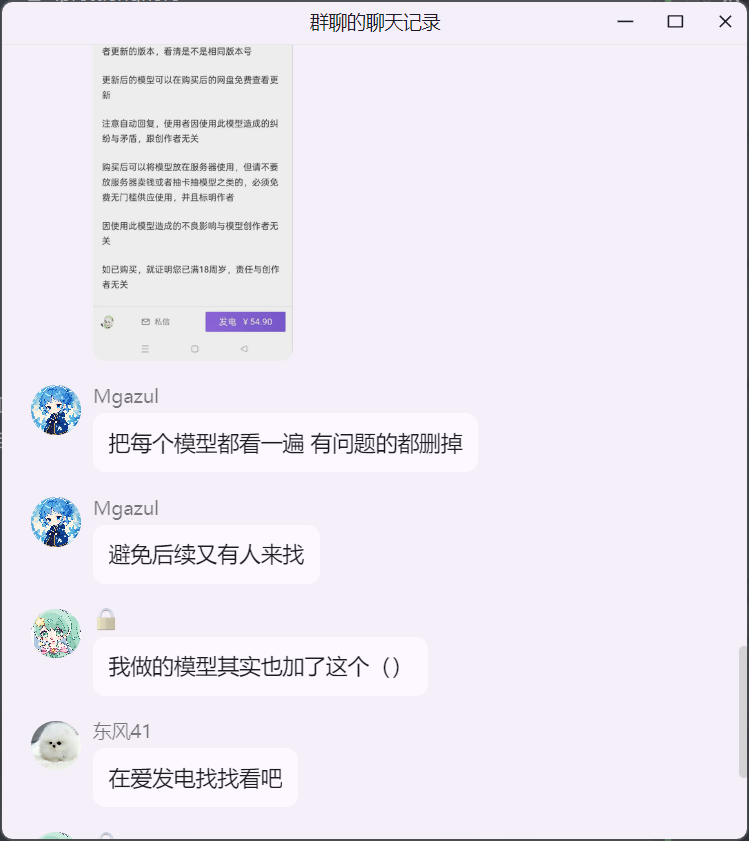 群聊的聊天记录
者更新的版本，看清是不是相同版本号
更新后的模型可以在购买后的网盘免费查看更
新
注意自动回复，使用者因使用此模型造成的纠
纷与矛盾，跟创作者无关
购买后可以将模型放在服务器使用，但请不要
放服务器卖钱或者抽卡抽模型之类的，必须免
费无门槛供应使用，并且标明作者
因使用此模型造成的不良影响与模型创作者无
关
如已购买，就证明您已满18周岁，责任与创作
者无关
私信
发电 ￥54.90
Mgazul
把每个模型都看一遍 有问题的都删掉
Mgazul
避免后续又有人来找
🔒
我做的模型其实也加了这个（）
东风41
在爱发电找找看吧